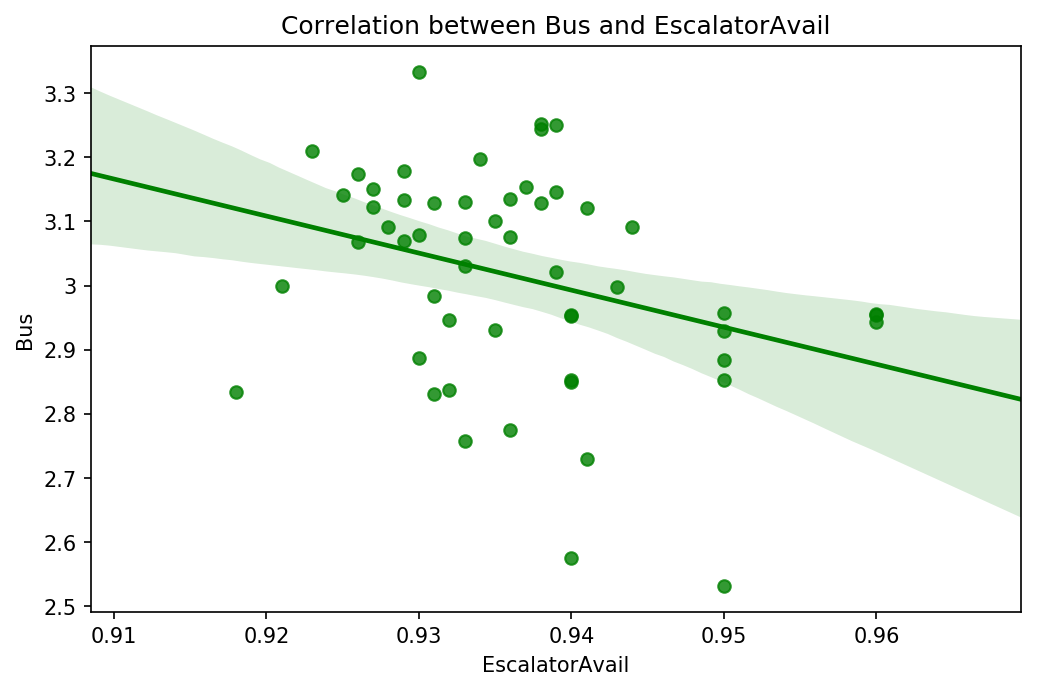 Correlation between Bus and EscalatorAvail
3.3
3.2
3.1
3
2.9
2.8
2.7
2.6
2.5
Bus
0.91 0.92 0.93 0.94 0.95 0.96
EscalatorAvail